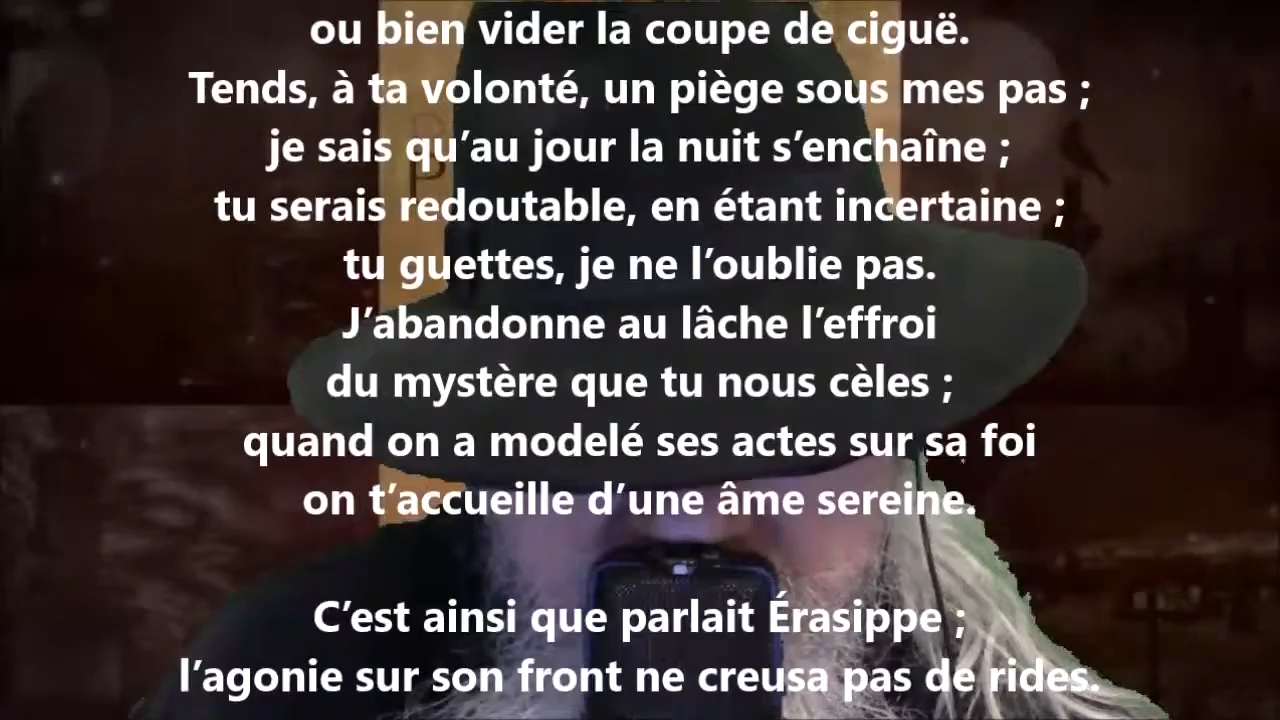 ou bien vider la coupe de ciguë.
Tends, à ta volonté, un piège sous mes pas ;
je sais qu’au jour la nuit s’enchaîne ;
tu serais redoutable, en étant incertaine ;
tu guettes, je ne l’oublie pas.
J’abandonne au lâche l’effroi
du mystère que tu nous cèles ;
quand on a modelé ses actes sur sa foi
on t’accueille d’une âme sereine.
C’est ainsi que parlait Érasippe ;
l’agonie sur son front ne creusa pas de rides.